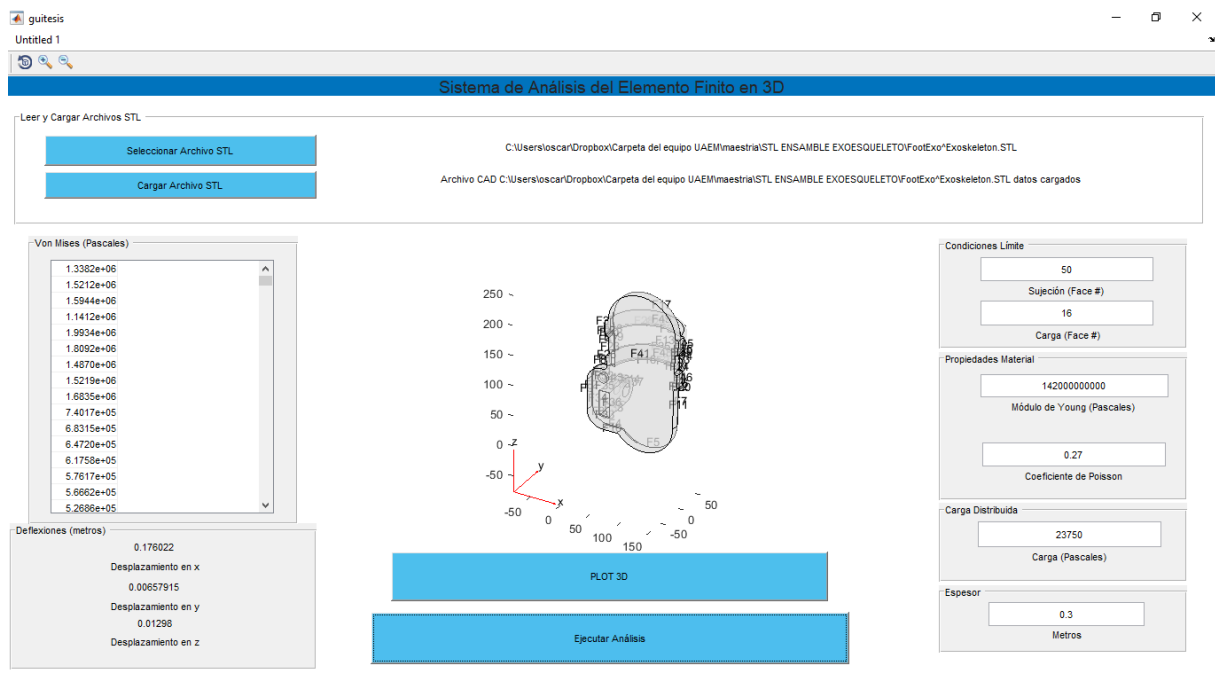 guitesis
Untitled 1
Sistema de Análisis del Elemento Finito en 3D
Leer y Cargar Archivos STL
Seleccionar Archivo STL
C:\Users\oscar\Dropbox\Carpeta del equipo UAEM\maestria\STL ENSAMBLE EXOESQUELETO\FootExo^Exoskeleton.STL
Cargar Archivo STL
Archivo CAD C:\Users\oscar\Dropbox\Carpeta del equipo UAEM\maestria\STL ENSAMBLE EXOESQUELETO\FootExo^Exoskeleton.STL datos cargados
Von Mises (Pascales)
1.3382e+06
1.5212e+06
1.5944e+06
1.1412e+06
1.9934e+06
1.8092e+06
1.4870e+06
1.5219e+06
1.6835e+06
7.4017e+05
6.8315e+05
6.4720e+05
6.1758e+05
5.7617e+05
5.6662e+05
5.2686e+05
Deflexiones (metros)
0.176022
Desplazamiento en x
0.00657915
Desplazamiento en y
0.01298
Desplazamiento en z
250
200
150
100
50
0
-50
z
y
x
-50
0
50
100
150
50
0
-50
F41
F5
PLOT 3D
Ejecutar Análisis
Condiciones Límite
50
Sujeción (Face #)
16
Carga (Face #)
Propiedades Material
142000000000
Módulo de Young (Pascales)
0.27
Coeficiente de Poisson
Carga Distribuida
23750
Carga (Pascales)
Espesor
0.3
Metros